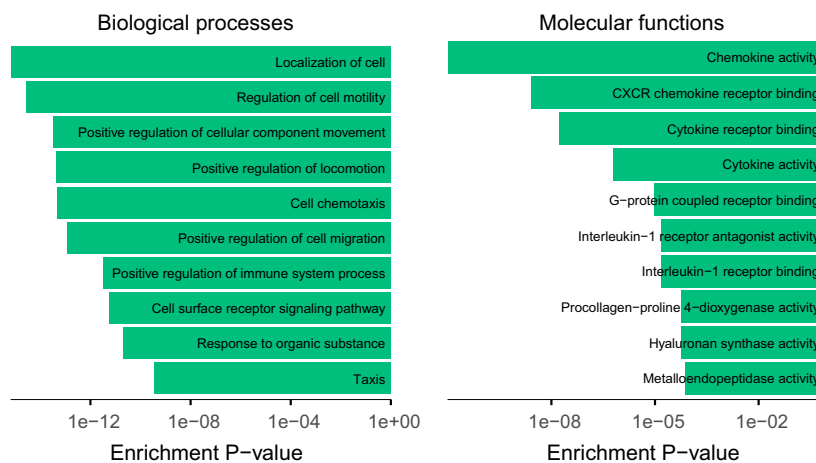 Biological processes
Localization of cell
Regulation of cell motility
Positive regulation of cellular component movement
Positive regulation of locomotion
Cell chemotaxis
Positive regulation of cell migration
Positive regulation of immune system process
Cell surface receptor signaling pathway
Response to organic substance
Taxis
1e−12 1e−08 1e−04 1e+00
Enrichment P−value
Molecular functions
Chemokine activity
CXCR chemokine receptor binding
Cytokine receptor binding
Cytokine activity
G−protein coupled receptor binding
Interleukin−1 receptor antagonist activity
Interleukin−1 receptor binding
Procollagen−proline 4−dioxygenase activity
Hyaluronan synthase activity
Metalloendopeptidase activity
1e−08 1e−05 1e−02
Enrichment P−value